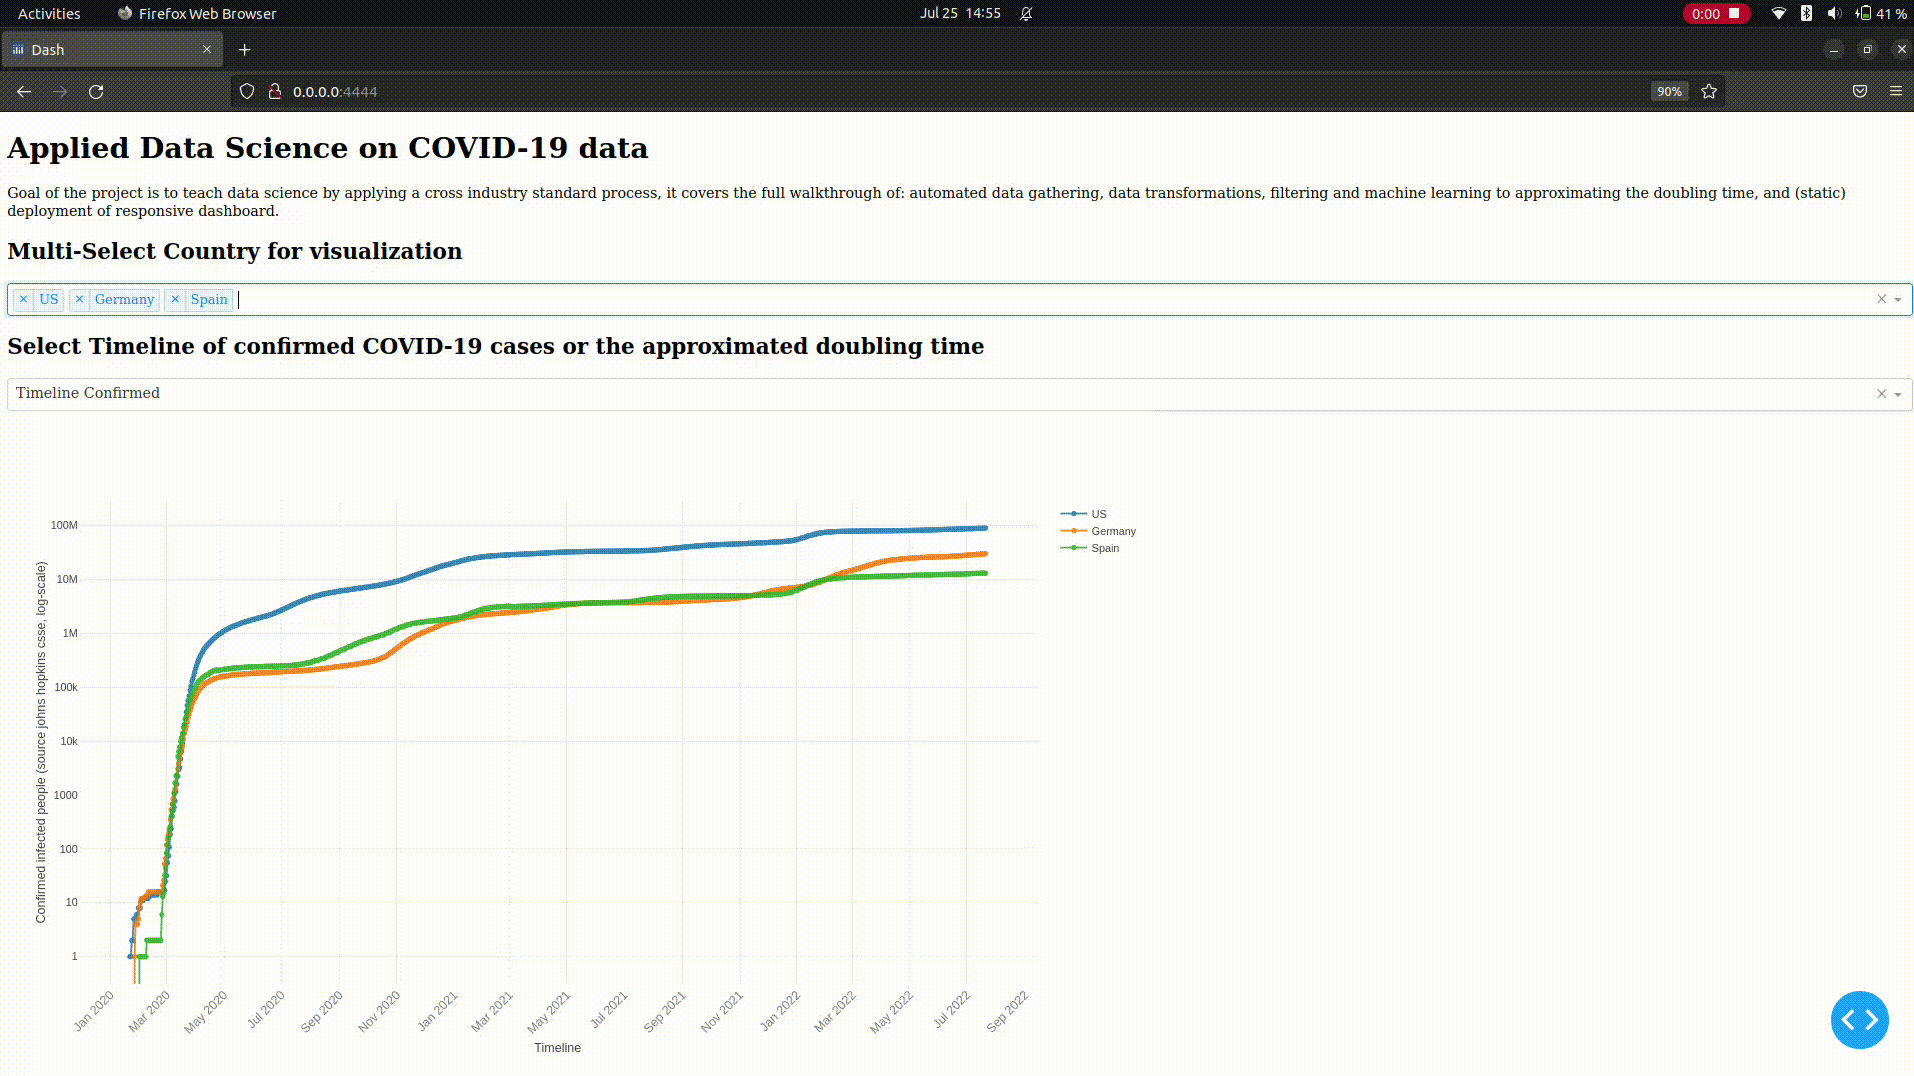 Activities Firefox Web Browser Jul 25 14:55 0:00 41 %
Dash
0.0.0.0:4444 90%
Applied Data Science on COVID-19 data
Goal of the project is to teach data science by applying a cross industry standard process, it covers the full walkthrough of: automated data gathering, data transformations, filtering and machine learning to approximating the doubling time, and (static)
deployment of responsive dashboard.
Multi-Select Country for visualization
× US × Germany × Spain
Select Timeline of confirmed COVID-19 cases or the approximated doubling time
Timeline Confirmed
US
Germany
Spain
100M
10M
1M
100k
10k
1000
100
10
1
Confirmed infected people (source johns hopkins csse, log-scale)
Jan 2020 Mar 2020 May 2020 Jul 2020 Sep 2020 Nov 2020 Jan 2021 Mar 2021 May 2021 Jul 2021 Sep 2021 Nov 2021 Jan 2022 Mar 2022 May 2022 Jul 2022 Sep 2022
Timeline